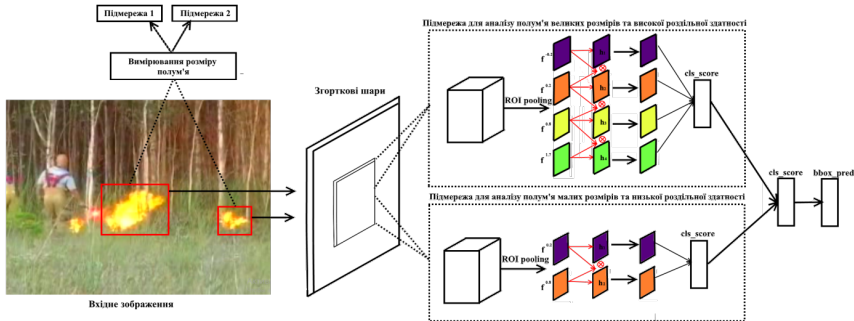 Підмережа 1
Підмережа 2
Вимірювання розміру
полум'я
Вхідне зображення
Згорткові шари
Підмережа для аналізу полум'я великих розмірів та високої роздільної здатності
ROI pooling
cls_score
Підмережа для аналізу полум'я малих розмірів та низької роздільної здатності
ROI pooling
cls_score
cls_score
bbox_pred